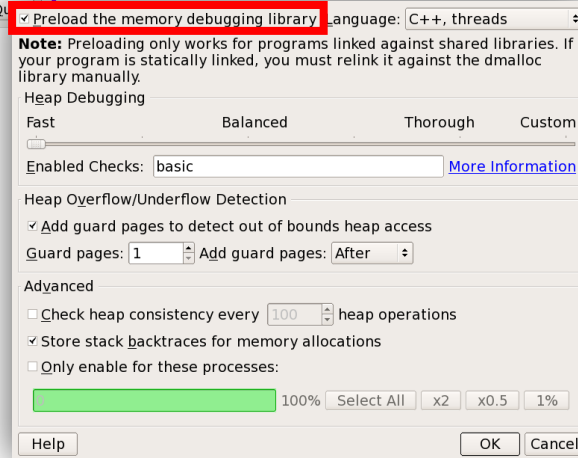 Preload the memory debugging library Language: C++, threads
Note: Preloading only works for programs linked against shared libraries. If
your program is statically linked, you must relink it against the dmalloc
library manually.
Heap Debugging
Fast Balanced Thorough Custom
Enabled Checks: basic More Information
Heap Overflow/Underflow Detection
Add guard pages to detect out of bounds heap access
Guard pages: 1 Add guard pages: After
Advanced
Check heap consistency every 100 heap operations
Store stack backtraces for memory allocations
Only enable for these processes:
0 100% Select All x2 x0.5 1%
Help OK Cancel